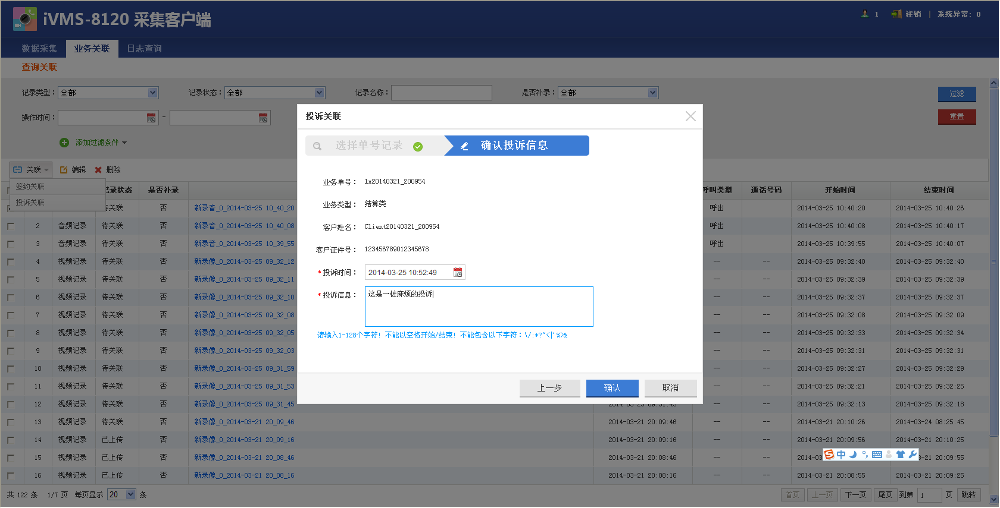 iVMS-8120 采集客户端
1 注销 | 系统异常: 0
数据采集 业务关联 日志查询
查询关联
记录类型: 全部 记录状态: 全部 记录名称: 是否补录: 全部 过滤
操作时间: - 重置
添加过滤条件
关联 编辑 删除
签约关联
投诉关联
记录状态 是否补录 呼叫类型 通话号码 开始时间 结束时间
待关联 否 新录音_0_2014-03-25 10_40_20 呼出 2014-03-25 10:40:20 2014-03-25 10:40:26
2 音频记录 待关联 否 新录音_0_2014-03-25 10_40_08 呼出 2014-03-25 10:40:08 2014-03-25 10:40:17
3 音频记录 待关联 否 新录音_0_2014-03-25 10_39_55 呼出 2014-03-25 10:39:55 2014-03-25 10:40:07
4 视频记录 待关联 否 新录像_0_2014-03-25 09_32_12 -- -- 2014-03-25 09:32:40 2014-03-25 09:32:40
5 视频记录 待关联 否 新录像_0_2014-03-25 09_32_11 -- -- 2014-03-25 09:32:39 2014-03-25 09:32:39
6 视频记录 待关联 否 新录像_0_2014-03-25 09_32_10 -- -- 2014-03-25 09:32:37 2014-03-25 09:32:37
7 视频记录 待关联 否 新录像_0_2014-03-25 09_32_08 -- -- 2014-03-25 09:32:08 2014-03-25 09:32:09
8 视频记录 待关联 否 新录像_0_2014-03-25 09_32_05 -- -- 2014-03-25 09:32:33 2014-03-25 09:32:34
9 视频记录 待关联 否 新录像_0_2014-03-25 09_32_03 -- -- 2014-03-25 09:32:31 2014-03-25 09:32:31
10 视频记录 待关联 否 新录像_0_2014-03-25 09_31_59 -- -- 2014-03-25 09:32:27 2014-03-25 09:32:29
11 视频记录 待关联 否 新录像_0_2014-03-25 09_31_53 -- -- 2014-03-25 09:32:21 2014-03-25 09:32:25
12 视频记录 待关联 否 新录像_0_2014-03-25 09_31_45 2014-03-25 09:31:45 -- -- 2014-03-25 09:32:13 2014-03-25 09:32:18
13 视频记录 待关联 否 新录像_0_2014-03-21 20_09_46 2014-03-21 20:09:46 -- -- 2014-03-21 20:10:26 2014-03-24 08:25:45
14 视频记录 已上传 否 新录像_0_2014-03-21 20_09_16 2014-03-21 20:09:16 -- -- 2014-03-21 20:09:56 2014-03-21 20:10:25
15 视频记录 已上传 否 新录像_0_2014-03-21 20_08_46 2014-03-21 20:08:46 -- -- 2014-03 3-21 20:09:55
16 视频记录 已上传 否 新录像_0_2014-03-21 20_08_16 2014-03-21 20:08:16 -- -- 2014-03-21 20:08:55 2014-03-21 20:09:25
共 122 条 1/7 页 每页显示 20 条 首页 上一页 下一页 尾页 到第 1 页 跳转
投诉关联
选择单号记录 确认投诉信息
业务单号: lx20140321_200954
业务类型: 结算类
客户姓名: Client20140321_200954
客户证件号: 123456789012345678
*投诉时间: 2014-03-25 10:52:49
*投诉信息: 这是一桩麻烦的投诉
请输入1-128个字符! 不能以空格开始/结束! 不能包含以下字符:\/:*?"<|'%>&
上一步 确认 取消
S 中